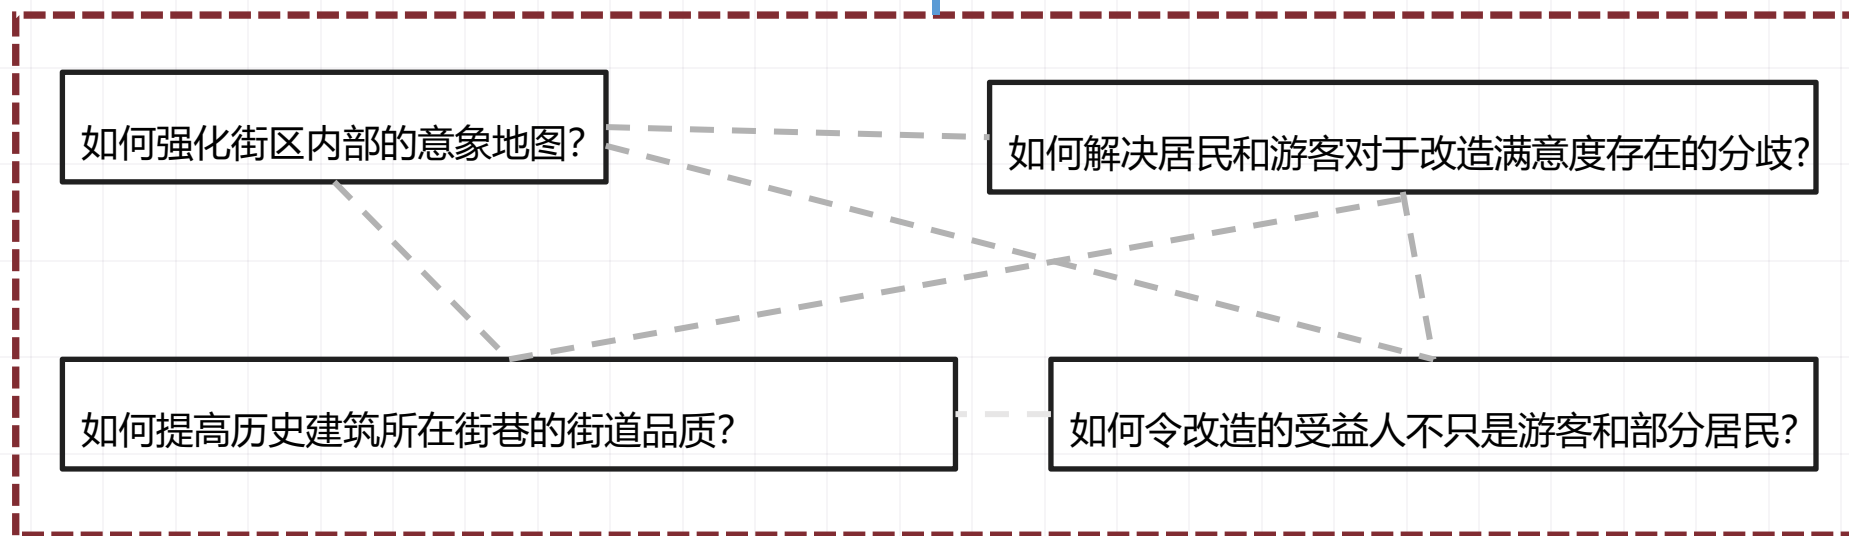 如何强化街区内部的意象地图?
如何解决居民和游客对于改造满意度存在的分歧?
如何提高历史建筑所在街巷的街道品质?
如何令改造的受益人不只是游客和部分居民?